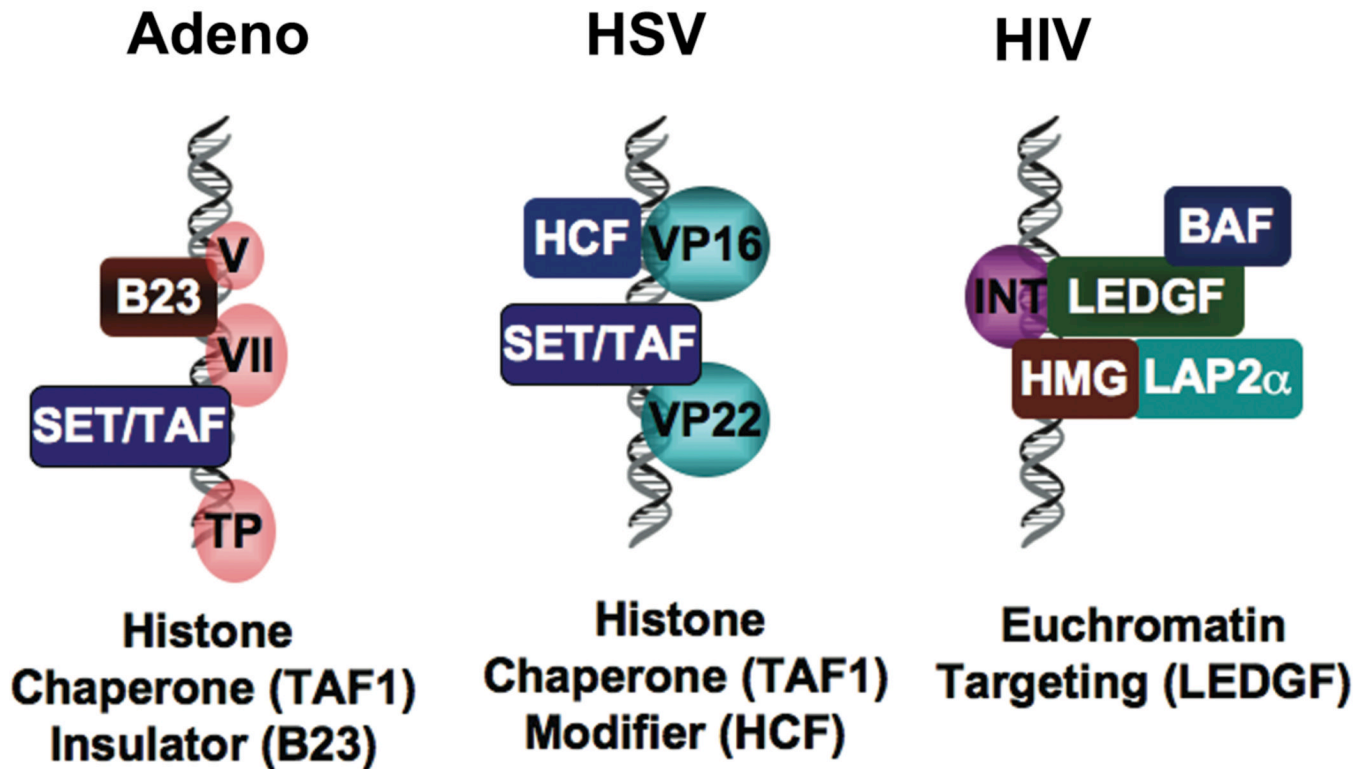 Adeno
V
B23
VII
SET/TAF
TP
Histone
Chaperone (TAF1)
Insulator (B23)
HSV
HCF
VP16
SET/TAF
VP22
Histone
Chaperone (TAF1)
Modifier (HCF)
HIV
BAF
INT
LEDGF
HMG
LAP2α
Euchromatin
Targeting (LEDGF)